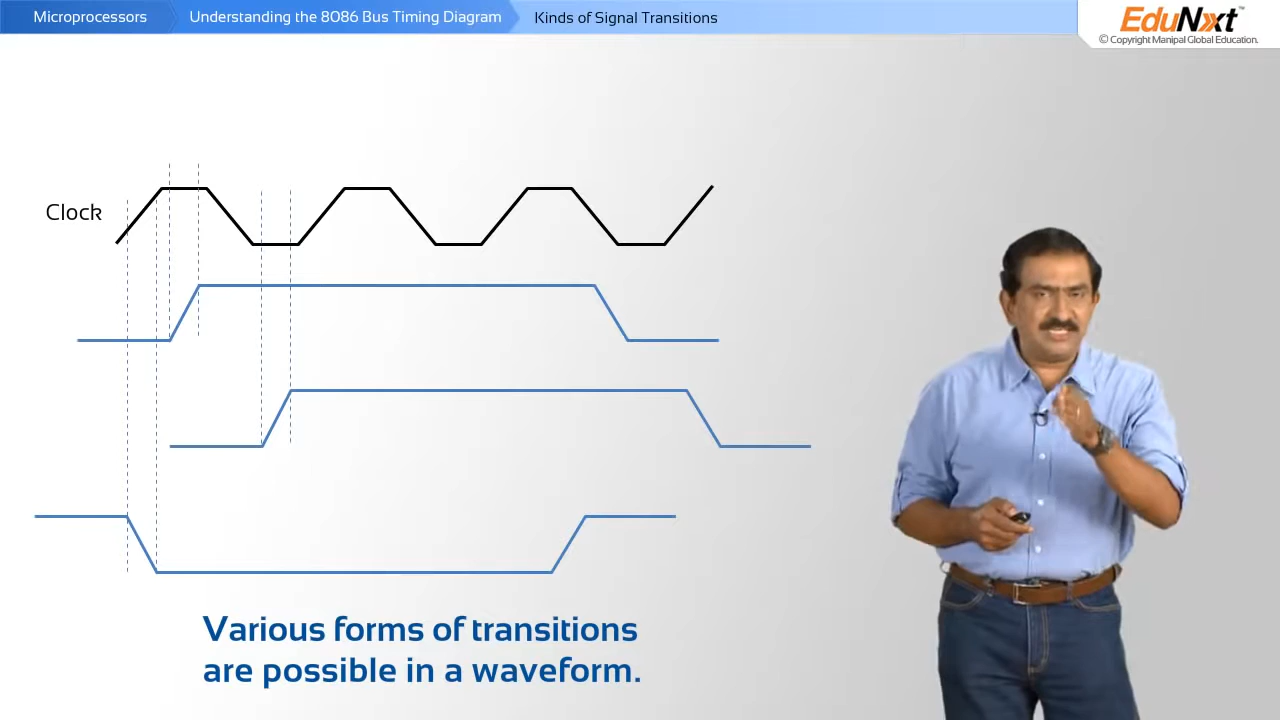 Microprocessors
Understanding the 8086 Bus Timing Diagram
Kinds of Signal Transitions
EduNxt™
© Copyright Manipal Global Education.
Clock
Various forms of transitions
are possible in a waveform.